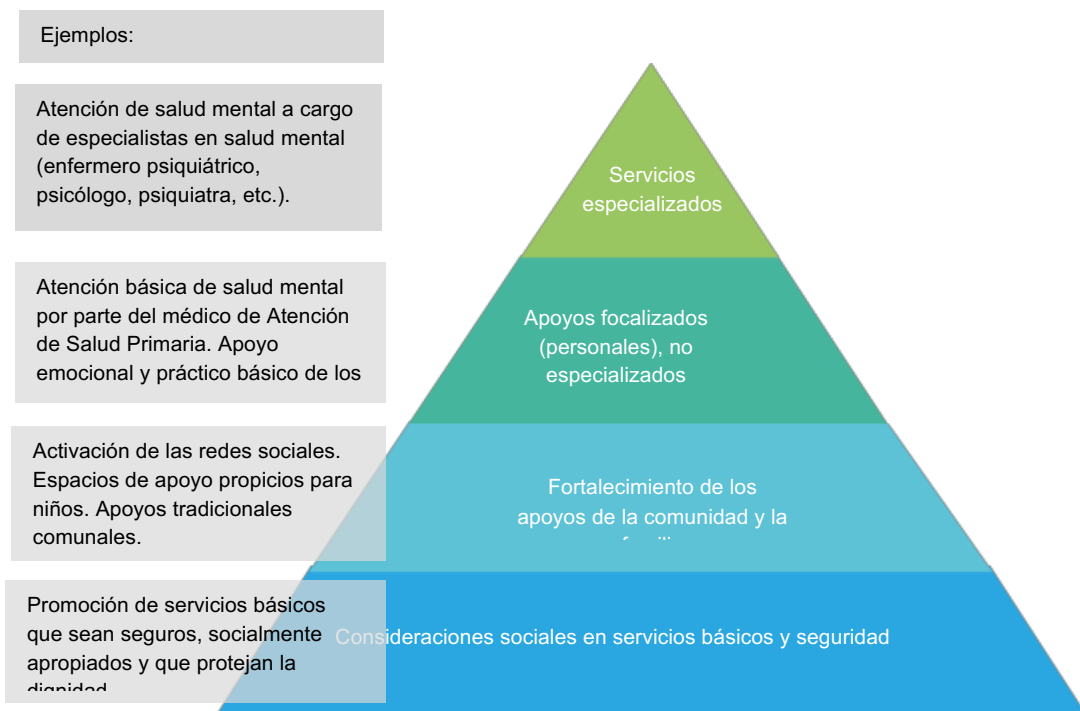 Ejemplos:
Atención de salud mental a cargo
de especialistas en salud mental
(enfermero psiquiátrico,
psicólogo, psiquiatra, etc.).
Servicios
especializados
Atención básica de salud mental
por parte del médico de Atención
de Salud Primaria. Apoyo
emocional y práctico básico de los
Apoyos focalizados
(personales), no
especializados
Activación de las redes sociales.
Espacios de apoyo propicios para
niños. Apoyos tradicionales
comunales.
Fortalecimiento de los
apoyos de la comunidad y la
Promoción de servicios básicos
que sean seguros, socialmente
apropiados y que protejan la
dignidad
Consideraciones sociales en servicios básicos y seguridad